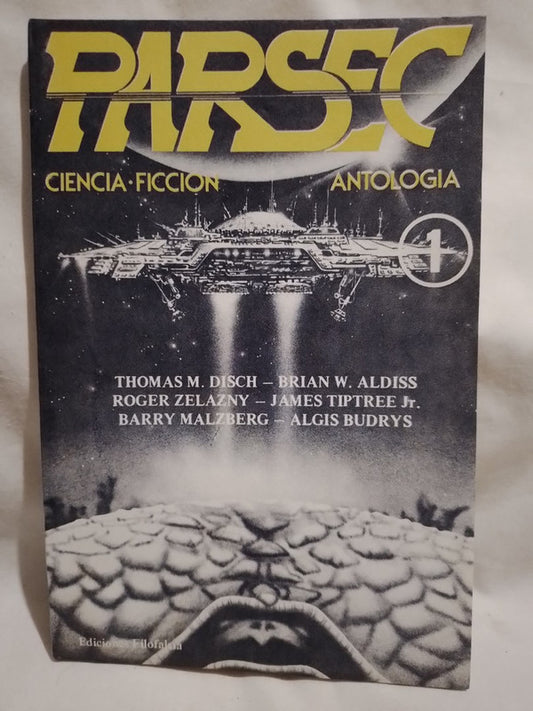 PARSEC
CIENCIA·FICCION ANTOLOGIA
1
THOMAS M. DISCH – BRIAN W. ALDISS
ROGER ZELAZNY – JAMES TIPTREE Jr.
BARRY MALZBERG – ALGIS BUDRYS
Ediciones Filofalsía